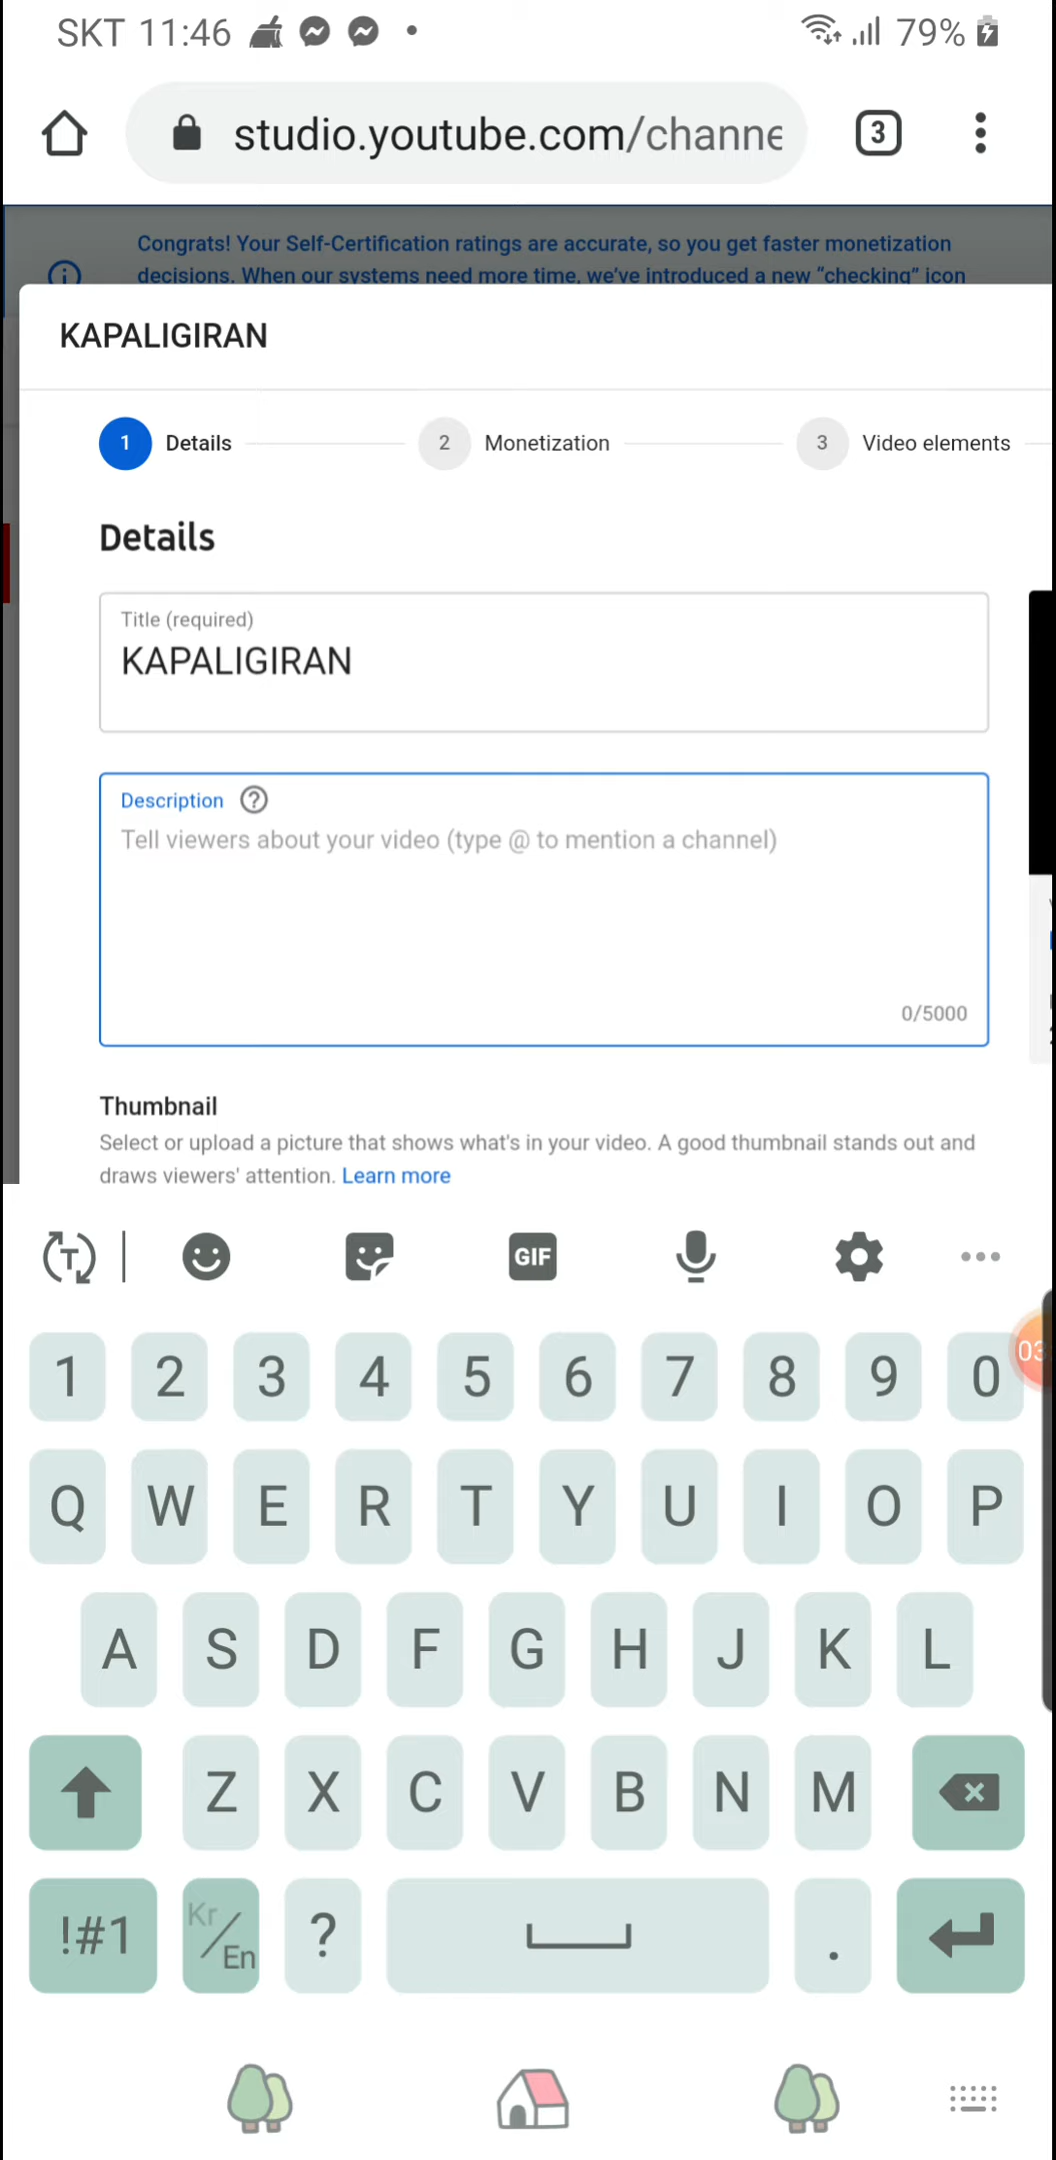 SKT 11:46 79%
studio.youtube.com/channe 3
Congrats! Your Self-Certification ratings are accurate, so you get faster monetization
decisions. When our systems need more time, we've introduced a new “checking” icon
KAPALIGIRAN
1 Details 2 Monetization 3 Video elements
Details
Title (required)
KAPALIGIRAN
Description ?
Tell viewers about your video (type @ to mention a channel)
0/5000
Thumbnail
Select or upload a picture that shows what's in your video. A good thumbnail stands out and
draws viewers' attention. Learn more
T GIF
03
1 2 3 4 5 6 7 8 9 0
Q W E R T Y U I O P
A S D F G H J K L
Z X C V B N M
!#1 Kr/En ? .